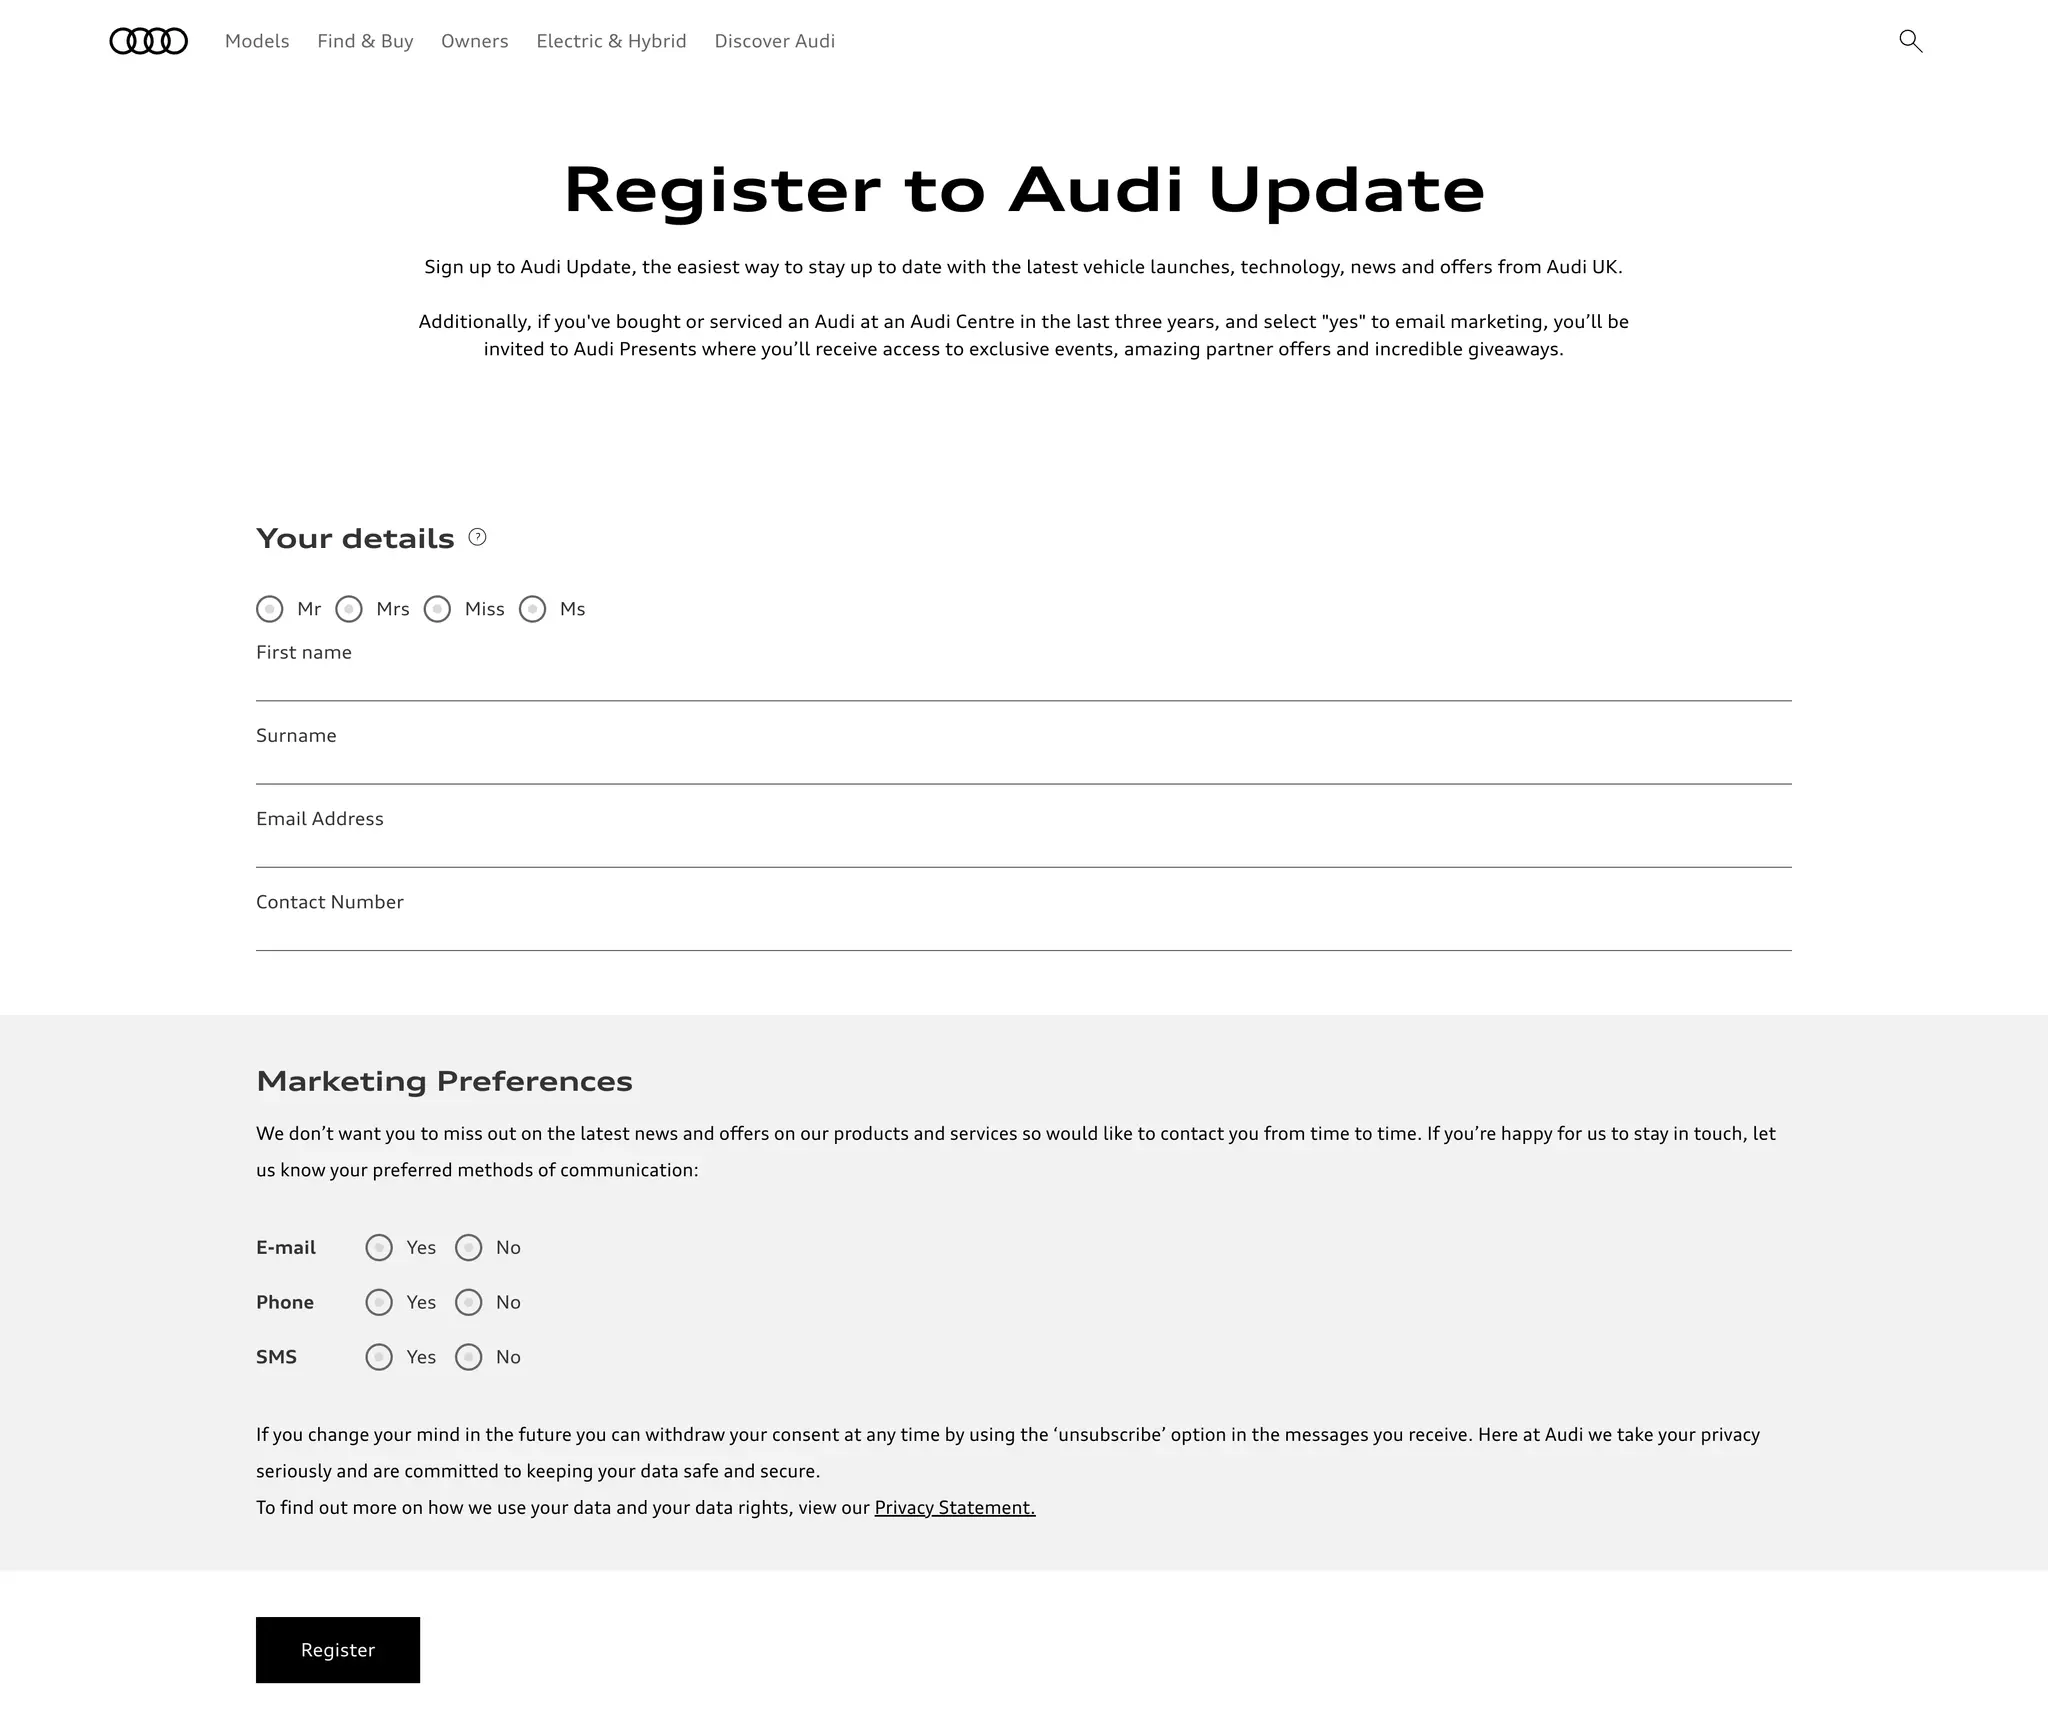 Models Find & Buy Owners Electric & Hybrid Discover Audi
Register to Audi Update
Sign up to Audi Update, the easiest way to stay up to date with the latest vehicle launches, technology, news and offers from Audi UK.
Additionally, if you've bought or serviced an Audi at an Audi Centre in the last three years, and select "yes" to email marketing, you’ll be
invited to Audi Presents where you’ll receive access to exclusive events, amazing partner offers and incredible giveaways.
Your details ?
Mr Mrs Miss Ms
First name
Surname
Email Address
Contact Number
Marketing Preferences
We don’t want you to miss out on the latest news and offers on our products and services so would like to contact you from time to time. If you’re happy for us to stay in touch, let
us know your preferred methods of communication:
E-mail Yes No
Phone Yes No
SMS Yes No
If you change your mind in the future you can withdraw your consent at any time by using the ‘unsubscribe’ option in the messages you receive. Here at Audi we take your privacy
seriously and are committed to keeping your data safe and secure.
To find out more on how we use your data and your data rights, view our Privacy Statement.
Register